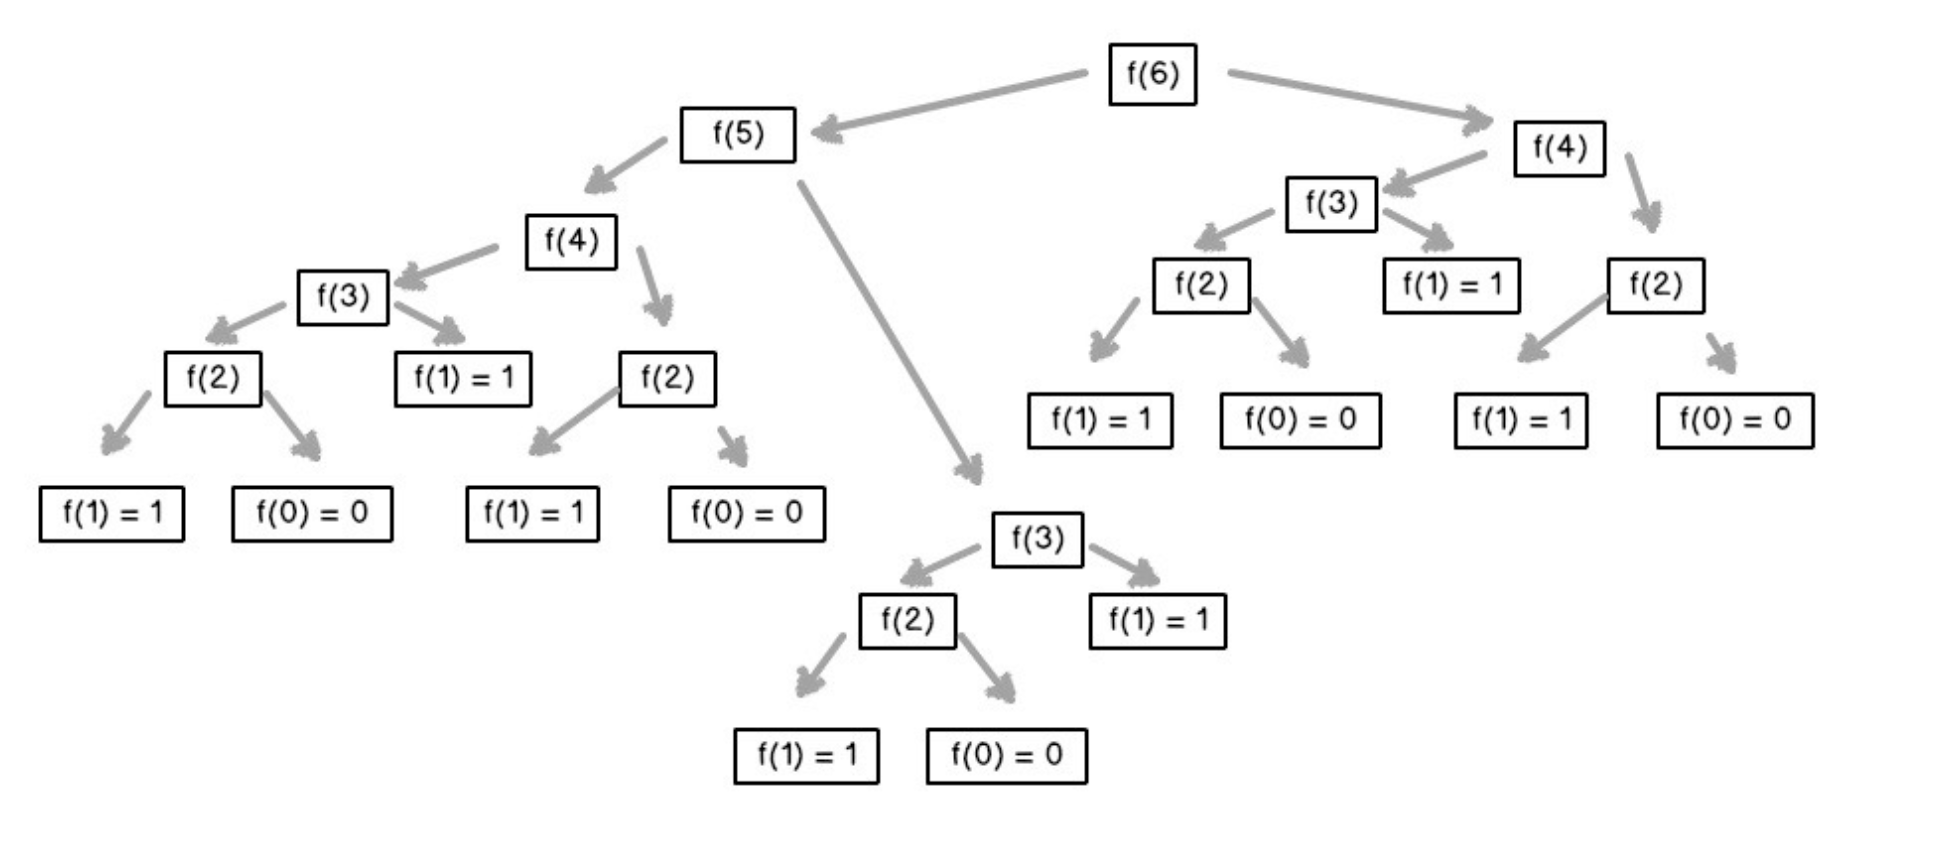 f(6)
f(5)
f(4)
f(4)
f(3)
f(3)
f(2)
f(1) = 1
f(2)
f(2)
f(1) = 1
f(2)
f(1) = 1
f(0) = 0
f(1) = 1
f(0) = 0
f(1) = 1
f(0) = 0
f(1) = 1
f(0) = 0
f(3)
f(2)
f(1) = 1
f(1) = 1
f(0) = 0